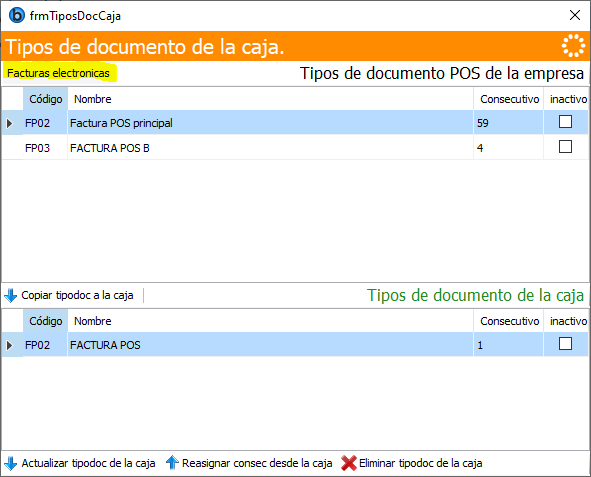 frmTiposDocCaja
Tipos de documento de la caja.
Facturas electronicas
Tipos de documento POS de la empresa
Código Nombre Consecutivo inactivo
FP02 Factura POS principal 59
FP03 FACTURA POS B 4
Copiar tipodoc a la caja
Tipos de documento de la caja
Código Nombre Consecutivo inactivo
FP02 FACTURA POS 1
Actualizar tipodoc de la caja Reasignar consec desde la caja Eliminar tipodoc de la caja